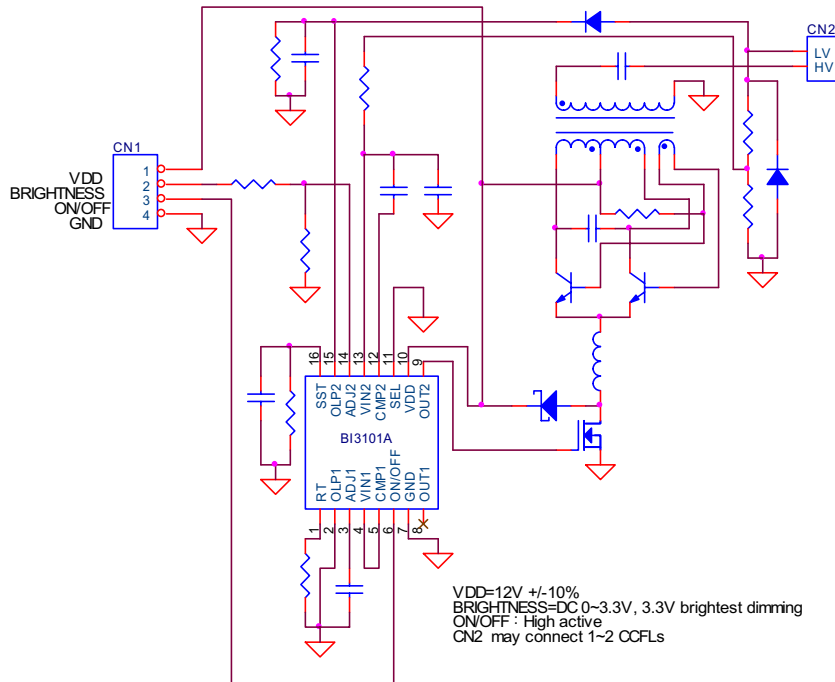 CN2
LV
HV
CN1
VDD
BRIGHTNESS
ON/OFF
GND
1
2
3
4
16 15 14 13 12 11 10 9
SST OLP2 ADJ2 VIN2 CMP2 SEL VDD OUT2
BI3101A
RT OLP1 ADJ1 VIN1 CMP1 ON/OFF GND OUT1
1 2 3 4 5 6 7 8
VDD=12V +/-10%
BRIGHTNESS=DC 0~3.3V, 3.3V brightest dimming
ON/OFF : High active
CN2 may connect 1~2 CCFLs